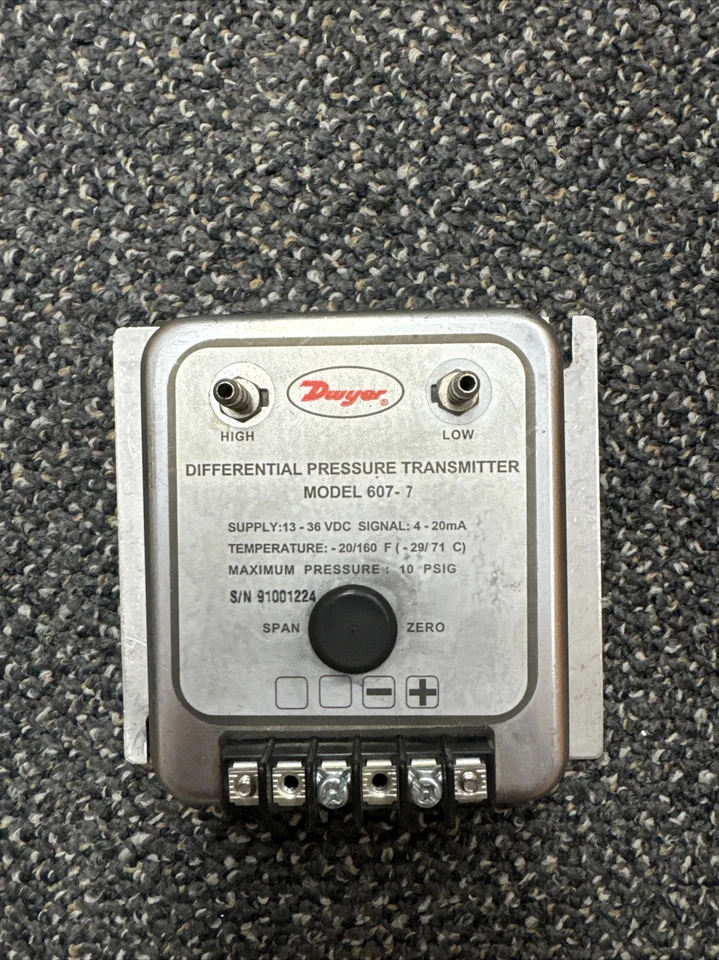 Dwyer®
HIGH
LOW
DIFFERENTIAL PRESSURE TRANSMITTER
MODEL 607- 7
SUPPLY:13 - 36 VDC SIGNAL: 4 - 20mA
TEMPERATURE: - 20/160 F ( - 29/ 71 C)
MAXIMUM PRESSURE : 10 PSIG
S/N 91001224
SPAN
ZERO
- +